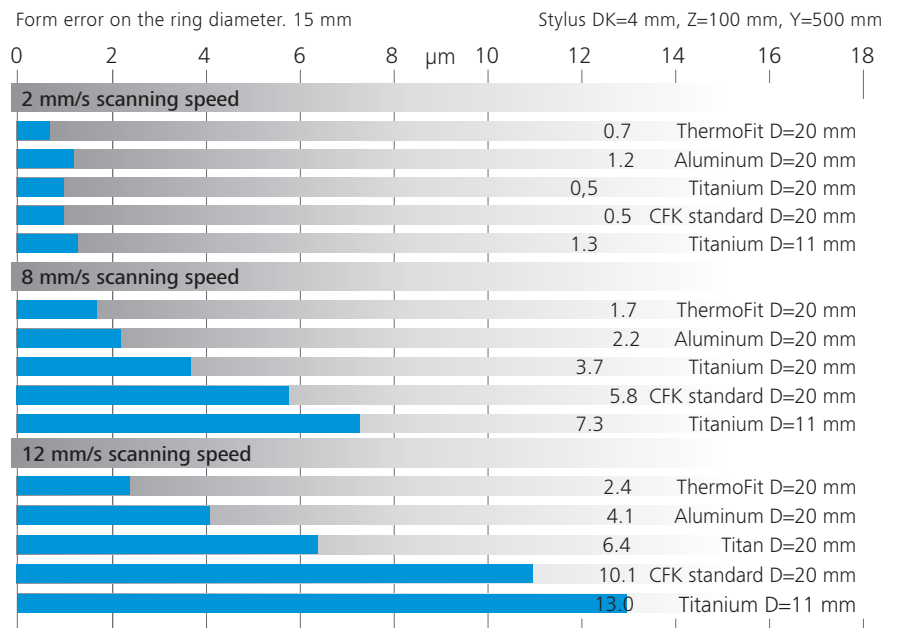 Form error on the ring diameter. 15 mm Stylus DK=4 mm, Z=100 mm, Y=500 mm
0 2 4 6 8 µm 10 12 14 16 18
2 mm/s scanning speed
0.7 ThermoFit D=20 mm
1.2 Aluminum D=20 mm
0,5 Titanium D=20 mm
0.5 CFK standard D=20 mm
1.3 Titanium D=11 mm
8 mm/s scanning speed
1.7 ThermoFit D=20 mm
2.2 Aluminum D=20 mm
3.7 Titanium D=20 mm
5.8 CFK standard D=20 mm
7.3 Titanium D=11 mm
12 mm/s scanning speed
2.4 ThermoFit D=20 mm
4.1 Aluminum D=20 mm
6.4 Titan D=20 mm
10.1 CFK standard D=20 mm
13.0 Titanium D=11 mm